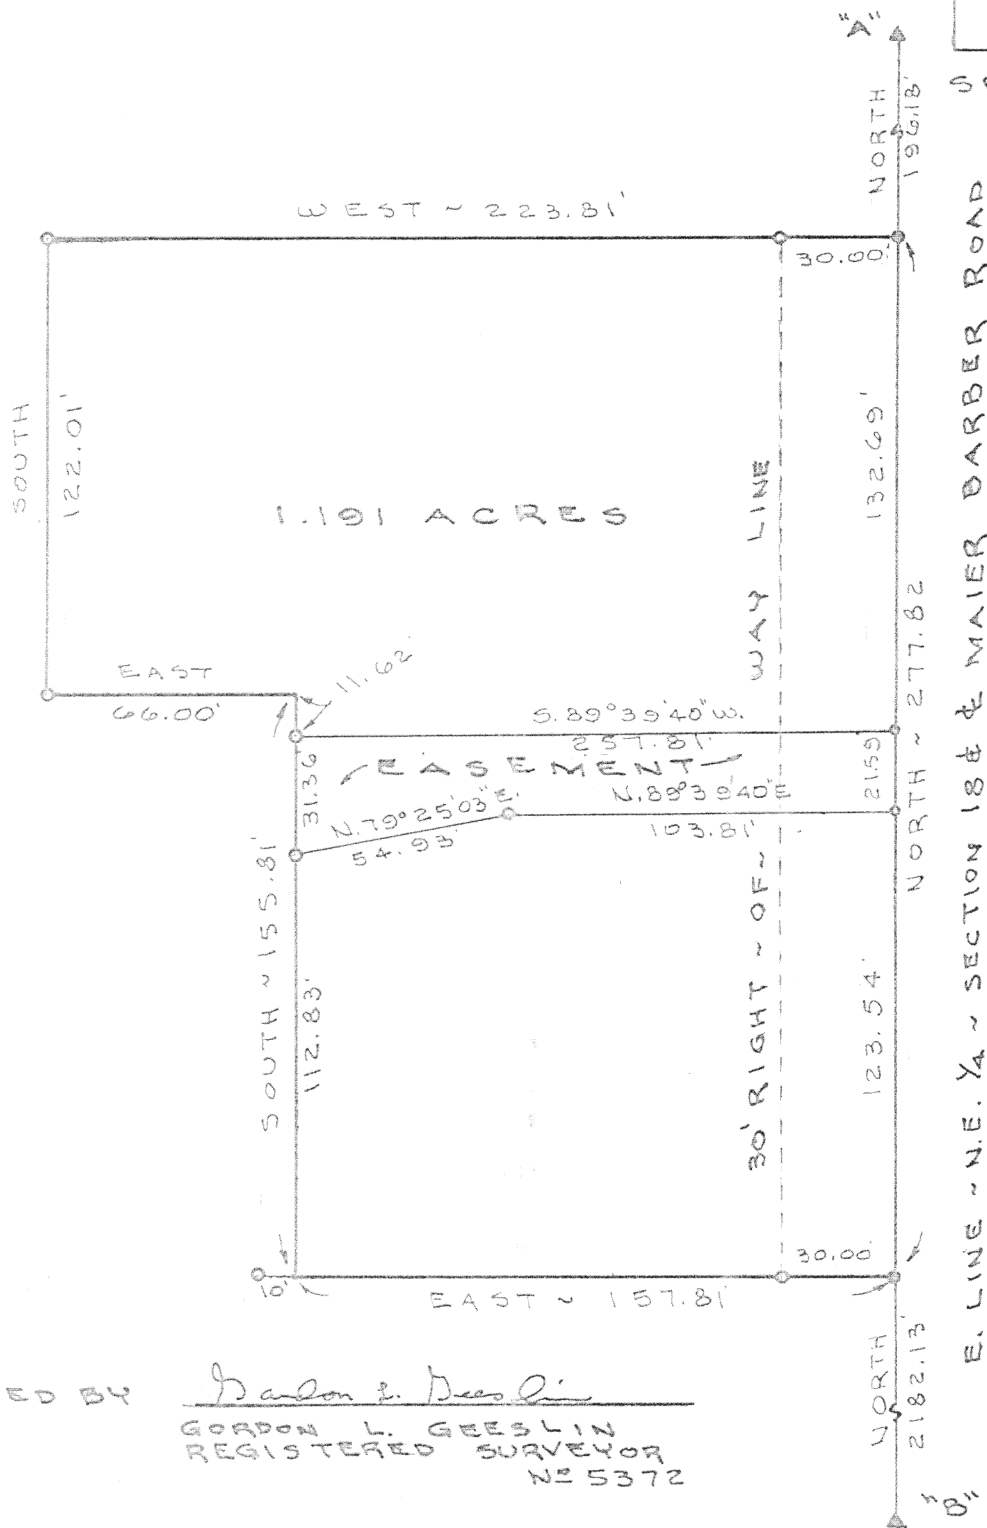 "A"
NORTH
196.18'
WEST ~ 223.81'
30.00'
SOUTH
122.01'
132.69'
1.191 ACRES
EAST
66.00'
11.62'
S. 89°39'40" W.
257.81'
EASEMENT
N. 89°39'40" E
103.81'
N. 79°25'03" E.
54.93'
31.36'
21.59
NORTH ~ 277.82
SOUTH ~ 155.81'
112.83'
123.54'
30' RIGHT ~ OF ~ WAY LINE
30.00'
10'
EAST ~ 157.81'
NORTH
2182.13'
"B"
E. LINE ~ N.E. 1/4 ~ SECTION 18 & ℄ MAIER BARBER ROAD
ED BY Gordon L. Geeslin
GORDON L. GEESLIN
REGISTERED SURVEYOR
Nº 5372